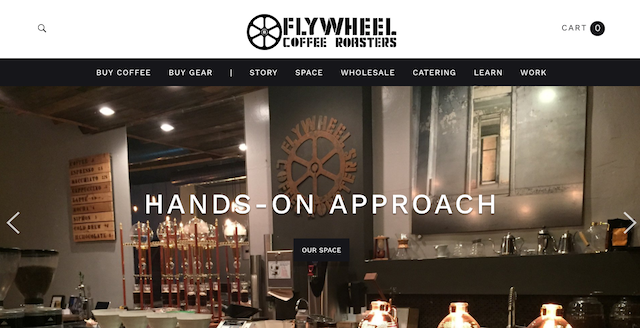 FLYWHEEL
COFFEE ROASTERS
CART 0
BUY COFFEE BUY GEAR | STORY SPACE WHOLESALE CATERING LEARN WORK
FLYWHEEL
HANDS-ON APPROACH
OUR SPACE